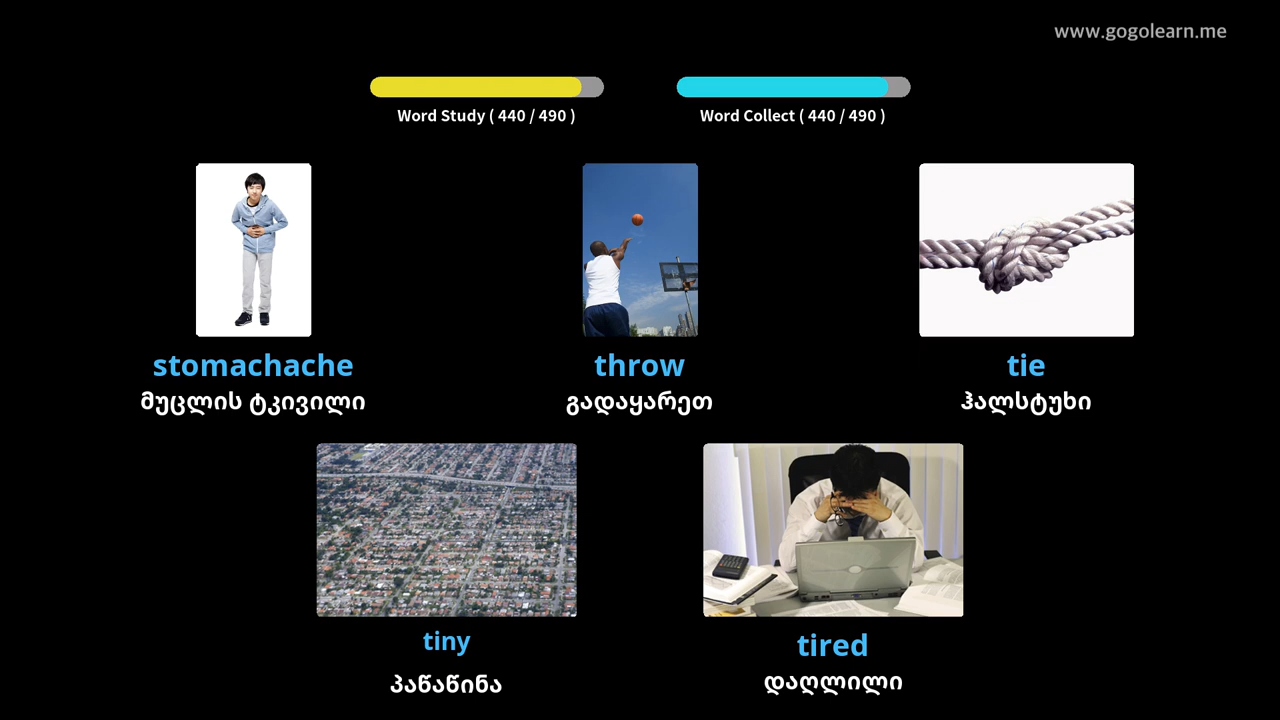 www.gogolearn.me
Word Study ( 440 / 490 )
Word Collect ( 440 / 490 )
stomachache
მუცლის ტკივილი
throw
გადაყარეთ
tie
ჰალსტუხი
tiny
პაწაწინა
tired
დაღლილი